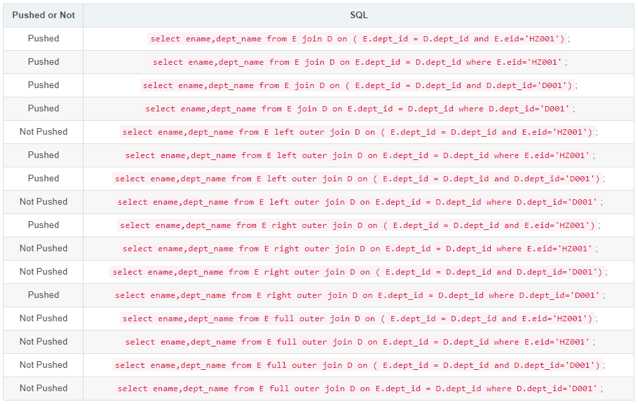 Pushed or Not SQL
Pushed select ename,dept_name from E join D on ( E.dept_id = D.dept_id and E.eid='HZ001');
Pushed select ename,dept_name from E join D on E.dept_id = D.dept_id where E.eid='HZ001';
Pushed select ename,dept_name from E join D on ( E.dept_id = D.dept_id and D.dept_id='D001');
Pushed select ename,dept_name from E join D on E.dept_id = D.dept_id where D.dept_id='D001';
Not Pushed select ename,dept_name from E left outer join D on ( E.dept_id = D.dept_id and E.eid='HZ001');
Pushed select ename,dept_name from E left outer join D on E.dept_id = D.dept_id where E.eid='HZ001';
Pushed select ename,dept_name from E left outer join D on ( E.dept_id = D.dept_id and D.dept_id='D001');
Not Pushed select ename,dept_name from E left outer join D on E.dept_id = D.dept_id where D.dept_id='D001';
Pushed select ename,dept_name from E right outer join D on ( E.dept_id = D.dept_id and E.eid='HZ001');
Not Pushed select ename,dept_name from E right outer join D on E.dept_id = D.dept_id where E.eid='HZ001';
Not Pushed select ename,dept_name from E right outer join D on ( E.dept_id = D.dept_id and D.dept_id='D001');
Pushed select ename,dept_name from E right outer join D on E.dept_id = D.dept_id where D.dept_id='D001';
Not Pushed select ename,dept_name from E full outer join D on ( E.dept_id = D.dept_id and E.eid='HZ001');
Not Pushed select ename,dept_name from E full outer join D on E.dept_id = D.dept_id where E.eid='HZ001';
Not Pushed select ename,dept_name from E full outer join D on ( E.dept_id = D.dept_id and D.dept_id='D001');
Not Pushed select ename,dept_name from E full outer join D on E.dept_id = D.dept_id where D.dept_id='D001';